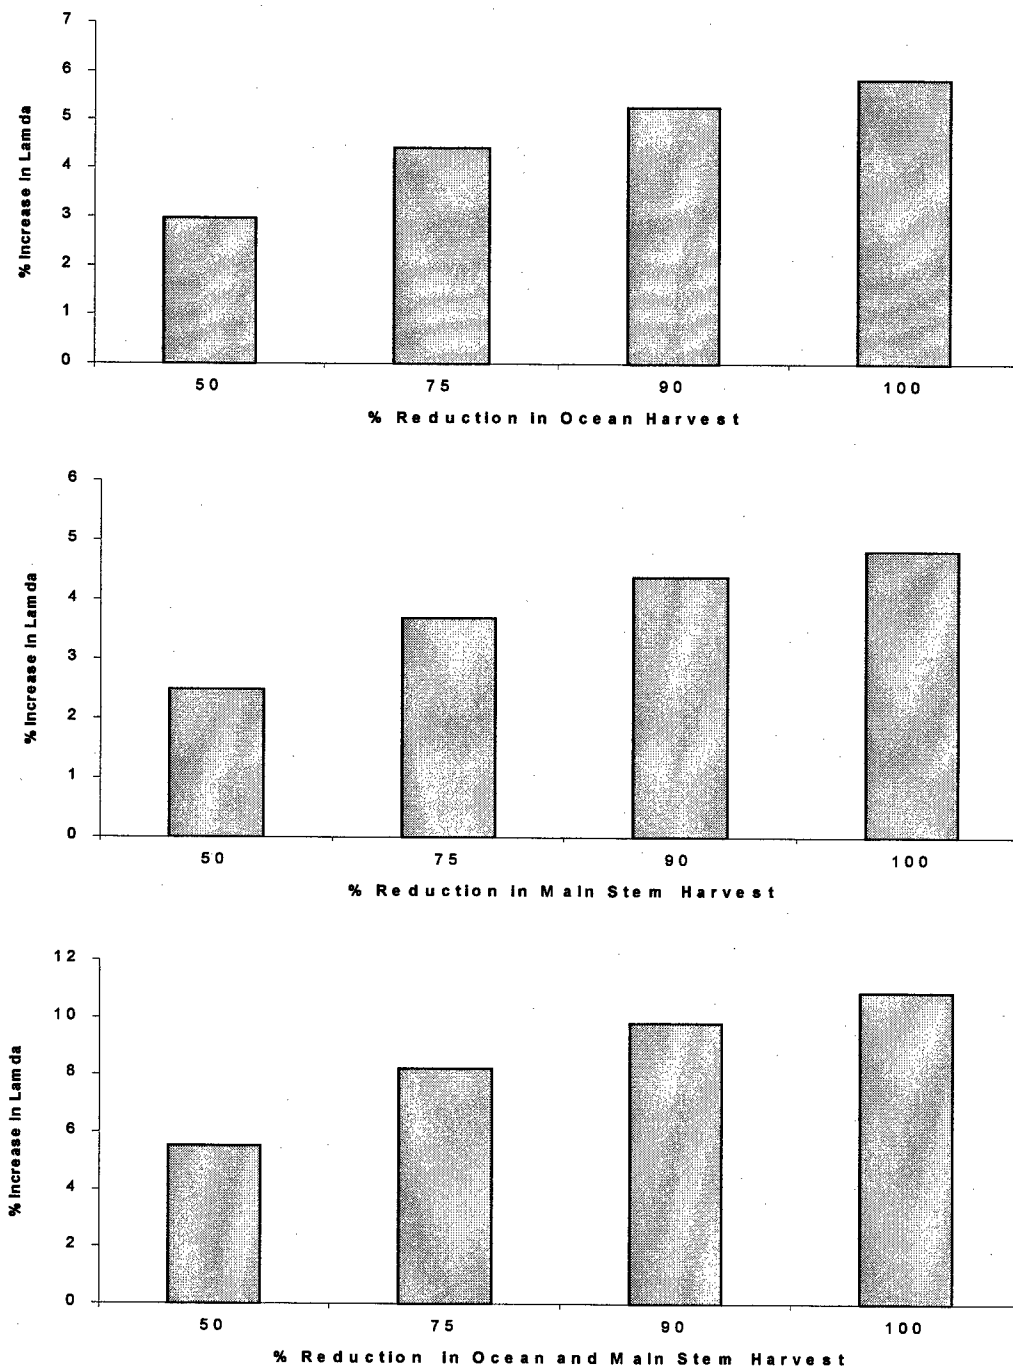 7
6
5
4
3
2
1
0
% Increase in Lamda
50 75 90 100
% Reduction in Ocean Harvest
6
5
4
3
2
1
0
% Increase in Lamda
50 75 90 100
% Reduction in Main Stem Harvest
12
10
8
6
4
2
0
% Increase in Lamda
50 75 90 100
% Reduction in Ocean and Main Stem Harvest